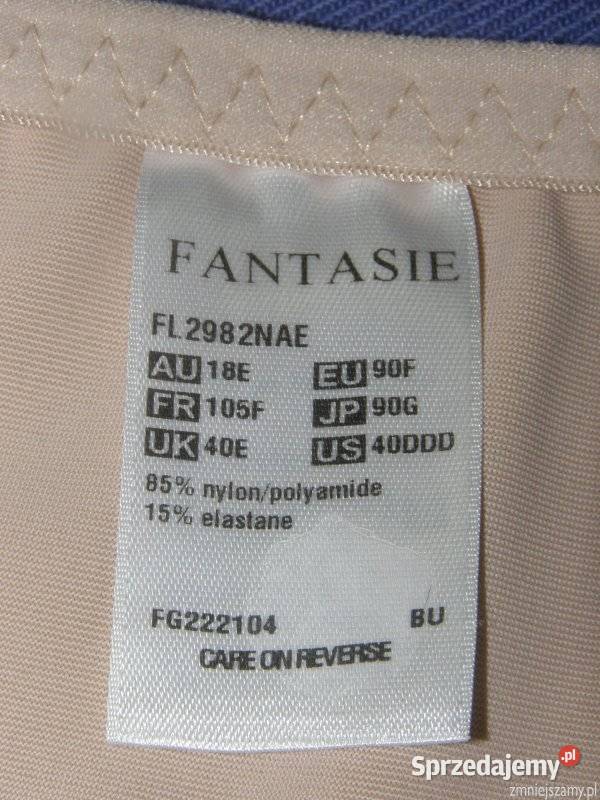 FANTASIE
FL2982NAE
AU 18E EU 90F
FR 105F JP 90G
UK 40E US 40DDD
85% nylon/polyamide
15% elastane
FG222104 BU
CARE ON REVERSE
Sprzedajemy.pl
zmniejszamy.pl